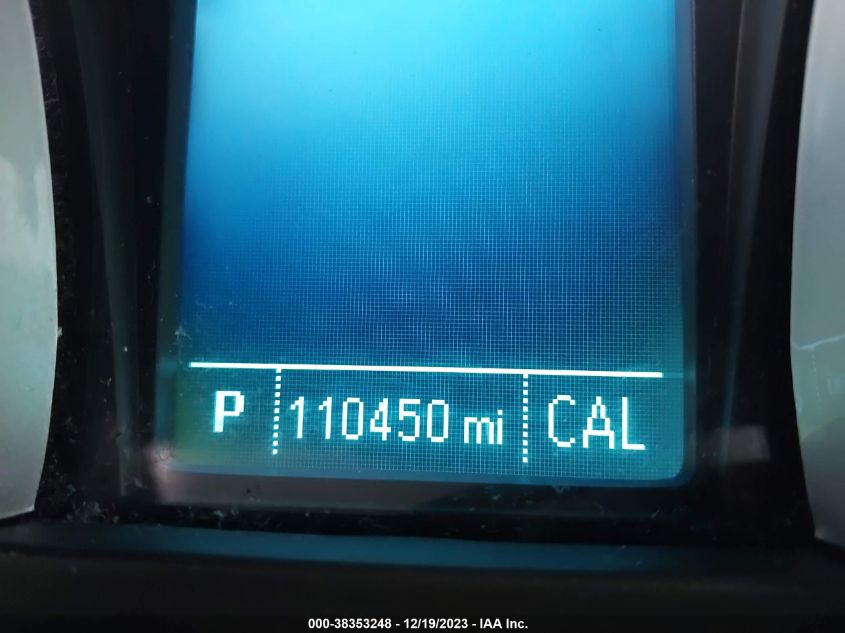 P 110450 mi CAL
000-38353248 - 12/19/2023 - IAA Inc.